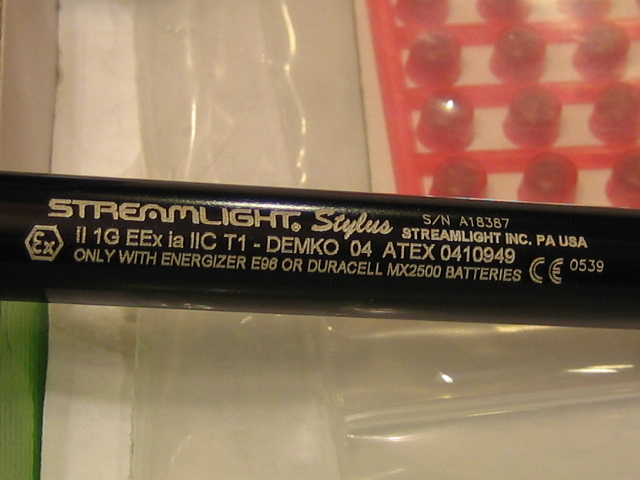 STREAMLIGHT® Stylus S/N A18387
STREAMLIGHT INC. PA USA
Ex II 1G EEx ia IIC T1 - DEMKO 04 ATEX 0410949
ONLY WITH ENERGIZER E96 OR DURACELL MX2500 BATTERIES CE 0539